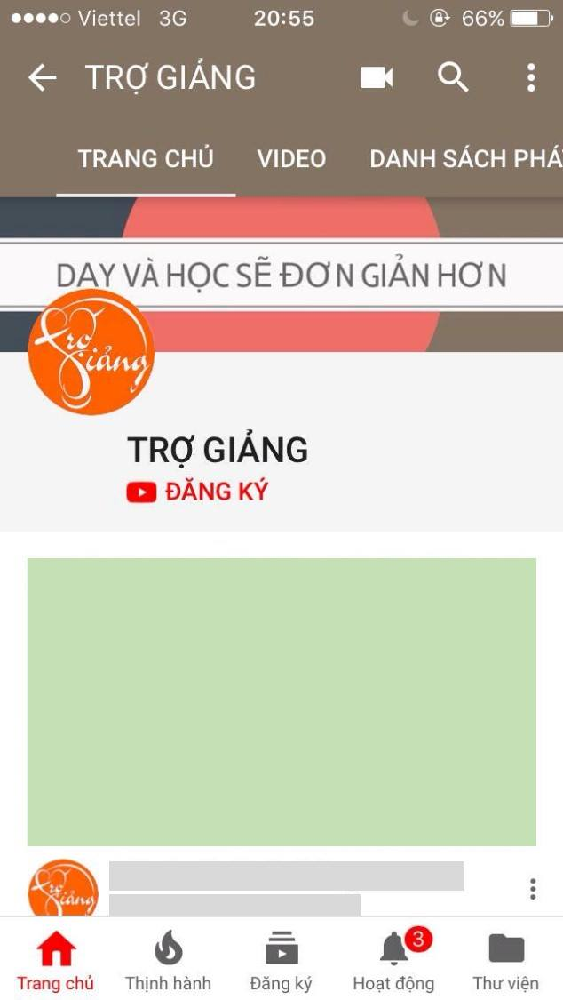 Viettel 3G 20:55 66%
TRỢ GIẢNG
TRANG CHỦ VIDEO DANH SÁCH PHÁ
DẠY VÀ HỌC SẼ ĐƠN GIẢN HƠN
Trợ
Giảng
TRỢ GIẢNG
ĐĂNG KÝ
Trợ
Giảng
3
Trang chủ Thịnh hành Đăng ký Hoạt động Thư viện